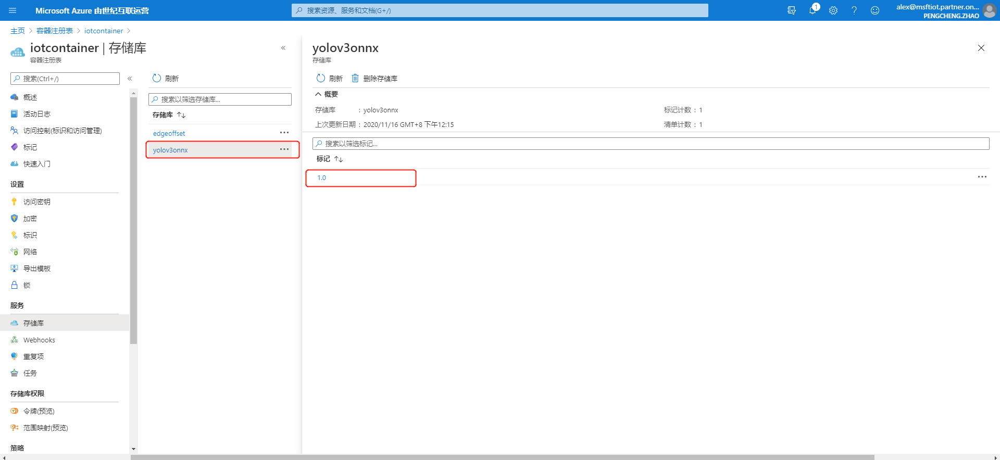 Microsoft Azure 由世纪互联运营
搜索资源、服务和文档(G+/)
1
alex@msftiot.partner.on...
PENGCHENG.ZHAO
主页 > 容器注册表 > iotcontainer >
iotcontainer | 存储库
容器注册表
搜索(Ctrl+/)
概述
活动日志
访问控制(标识和访问管理)
标记
快速入门
设置
访问密钥
加密
标识
网络
导出模板
锁
服务
存储库
Webhooks
重复项
任务
存储库权限
令牌(预览)
范围映射(预览)
策略
刷新
搜索以筛选存储库...
存储库
edgeoffset
yolov3onnx
yolov3onnx
存储库
刷新 删除存储库
概要
存储库 : yolov3onnx 标记计数 : 1
上次更新日期 : 2020/11/16 GMT+8 下午12:15 清单计数 : 1
搜索以筛选标记...
标记
1.0